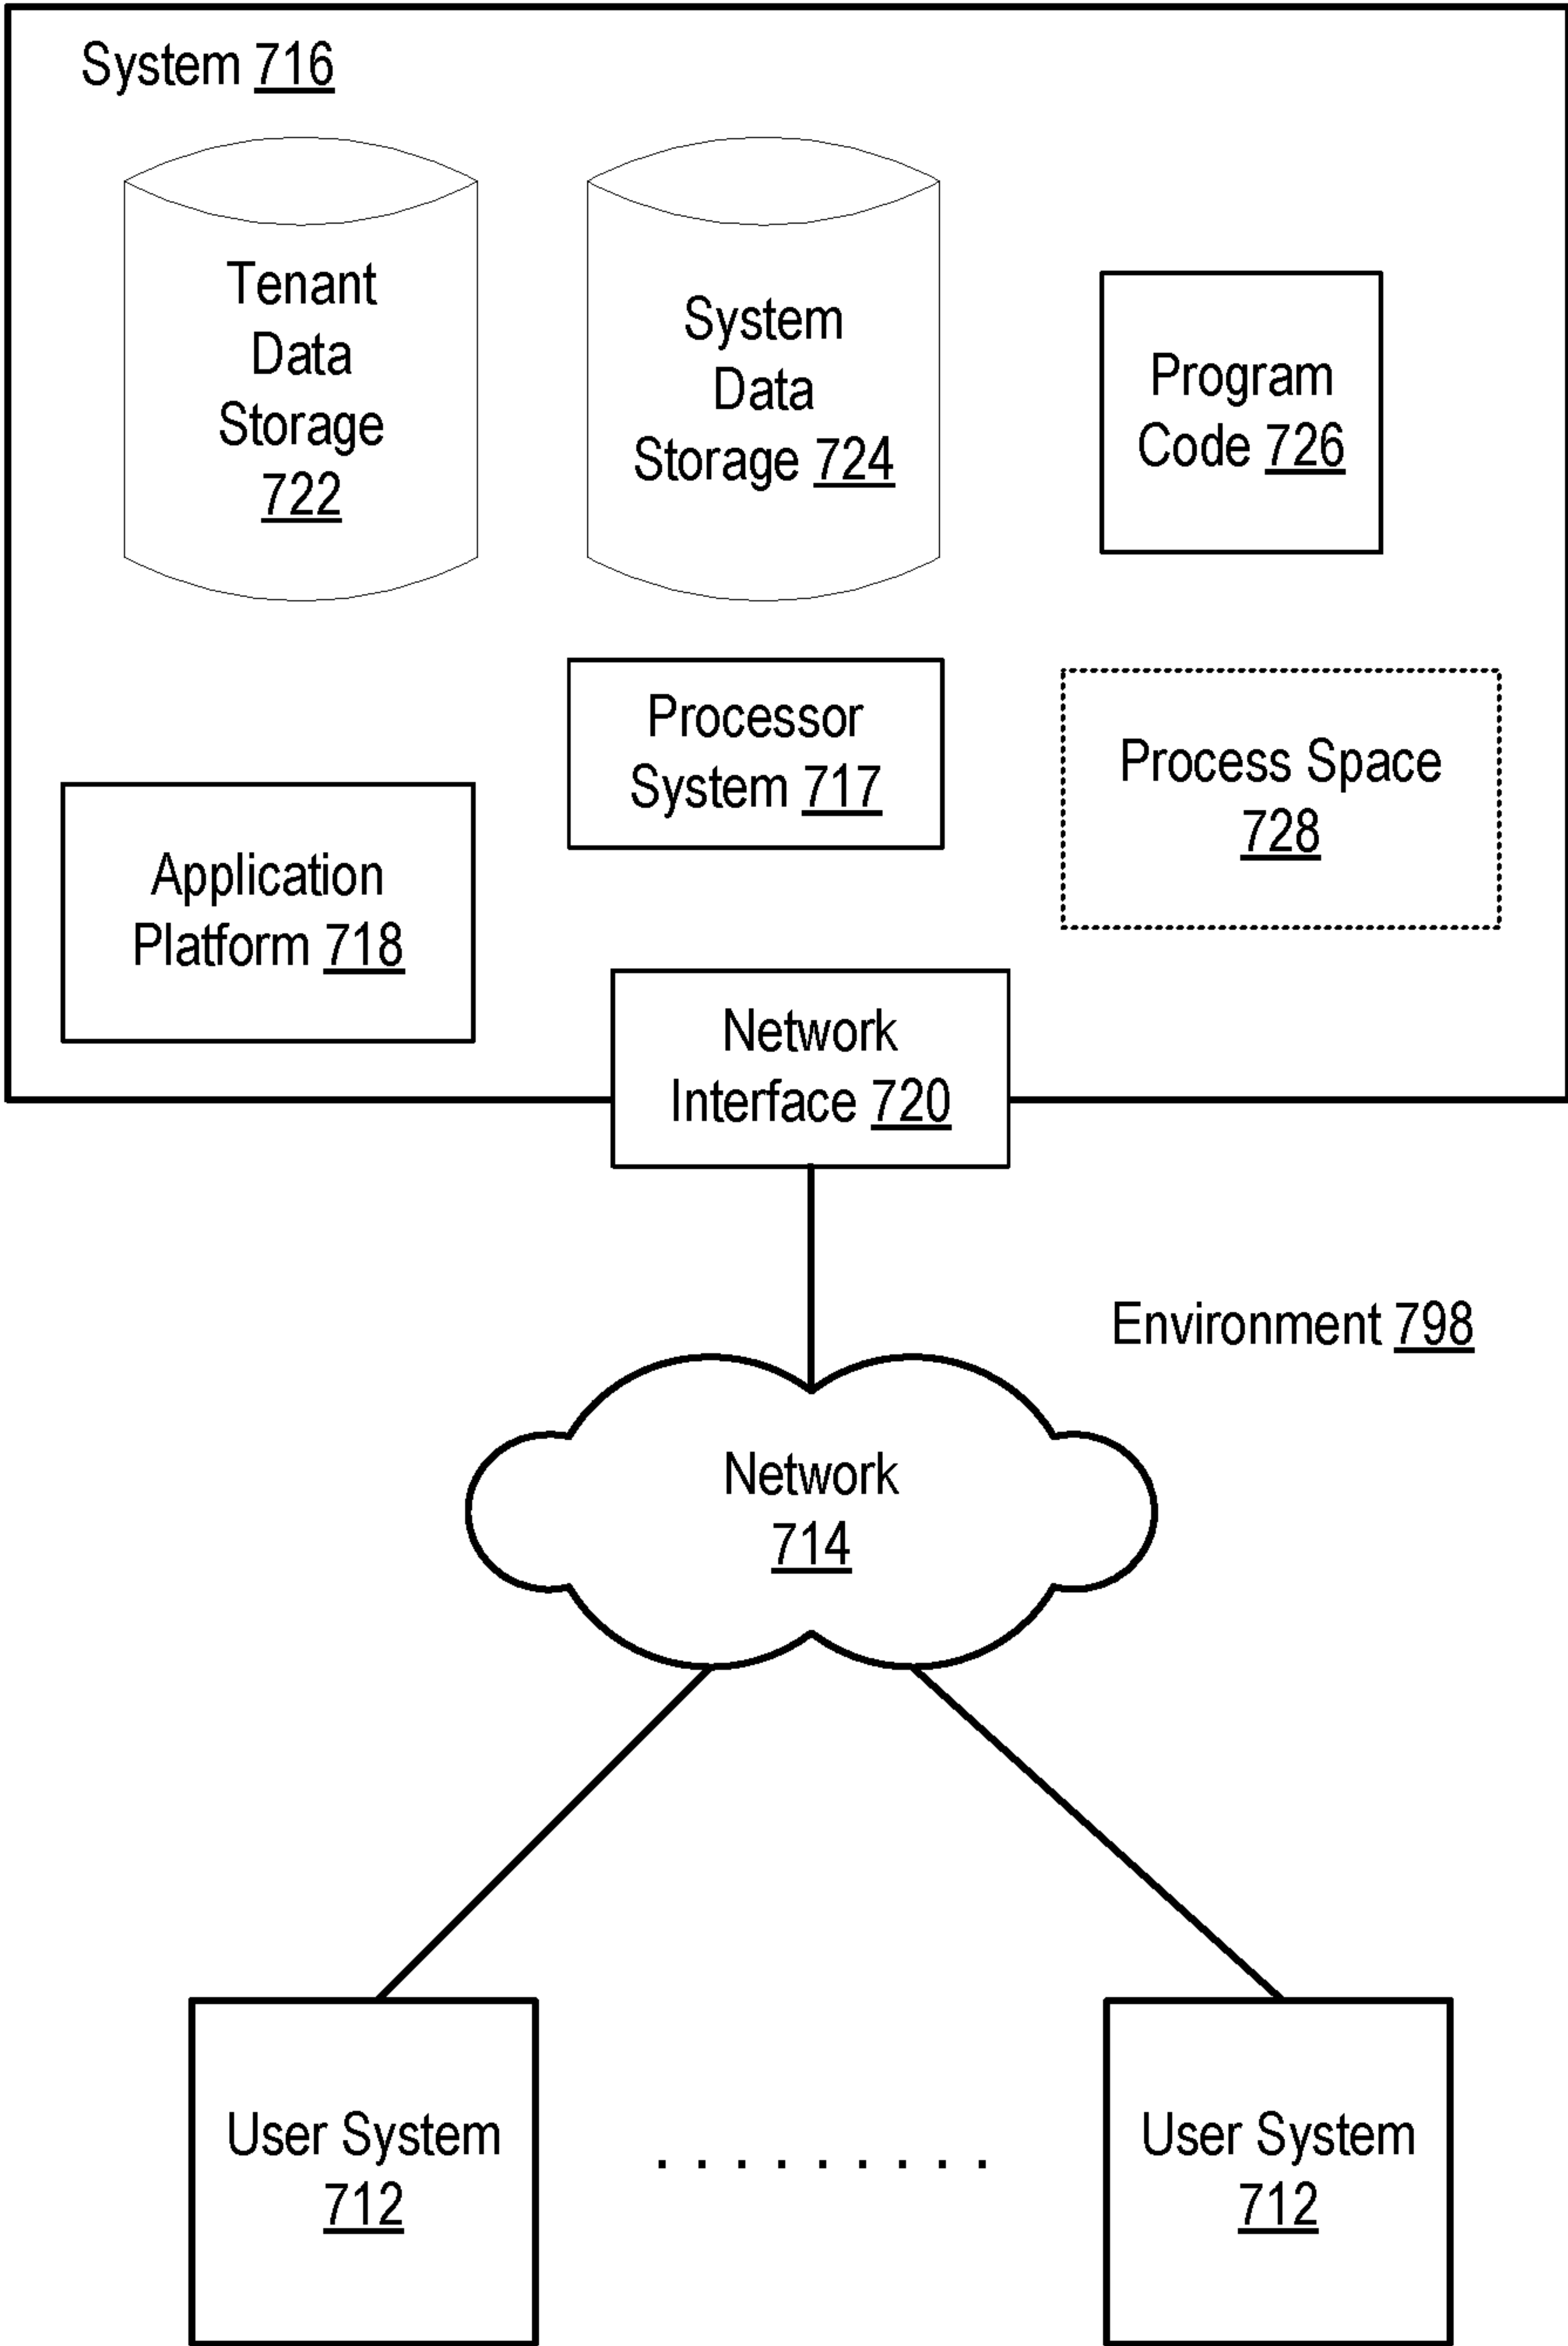 System 716
Tenant
Data
Storage
722
System
Data
Storage 724
Program
Code 726
Processor
System 717
Process Space
728
Application
Platform 718
Network
Interface 720
Environment 798
Network
714
User System
712
. . . . . . . . .
User System
712